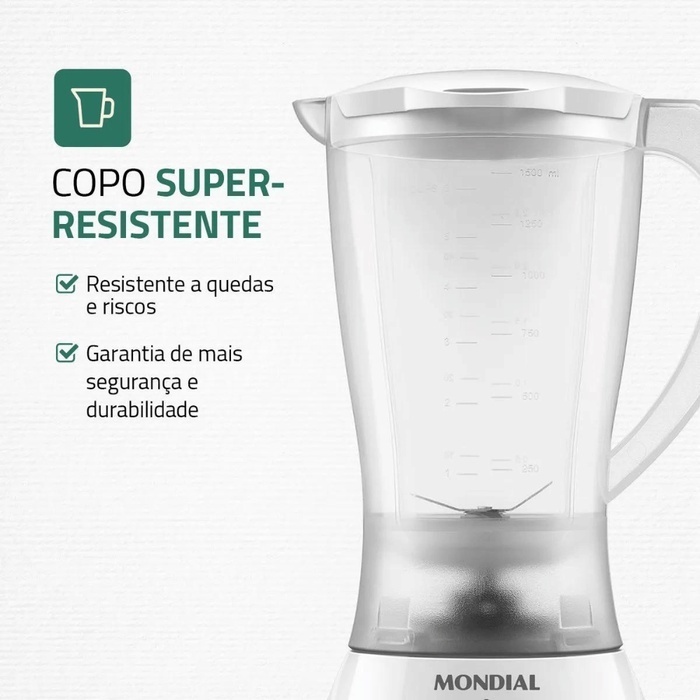 COPO SUPER-
RESISTENTE
Resistente a quedas
e riscos
Garantia de mais
segurança e
durabilidade
1500 ml
1250
1000
750
500
250
MONDIAL